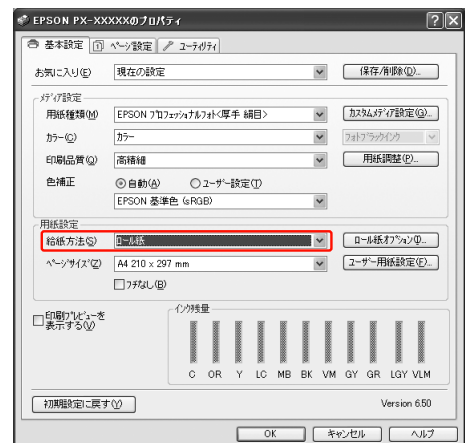 EPSON PX-XXXXXのプロパティ
基本設定 ページ設定 ユーティリティ
お気に入り(E) 現在の設定 保存/削除(D)...
メディア設定
用紙種類(M) EPSON プロフェッショナルフォト<厚手 絹目> カスタムメディア設定(G)...
カラー(C) カラー フォトブラックインク
印刷品質(Q) 高精細 用紙調整(P)...
色補正 自動(A) ユーザー設定(T)
EPSON 基準色 (sRGB)
用紙設定
給紙方法(S) ロール紙 ロール紙オプション(J)...
ページサイズ(Z) A4 210 x 297 mm ユーザー用紙設定(F)...
フチなし(B)
印刷プレビューを
表示する(V)
インク残量
C OR Y LC MB BK VM GY GR LGY VLM
初期設定に戻す(Y) Version 6.50
OK キャンセル ヘルプ